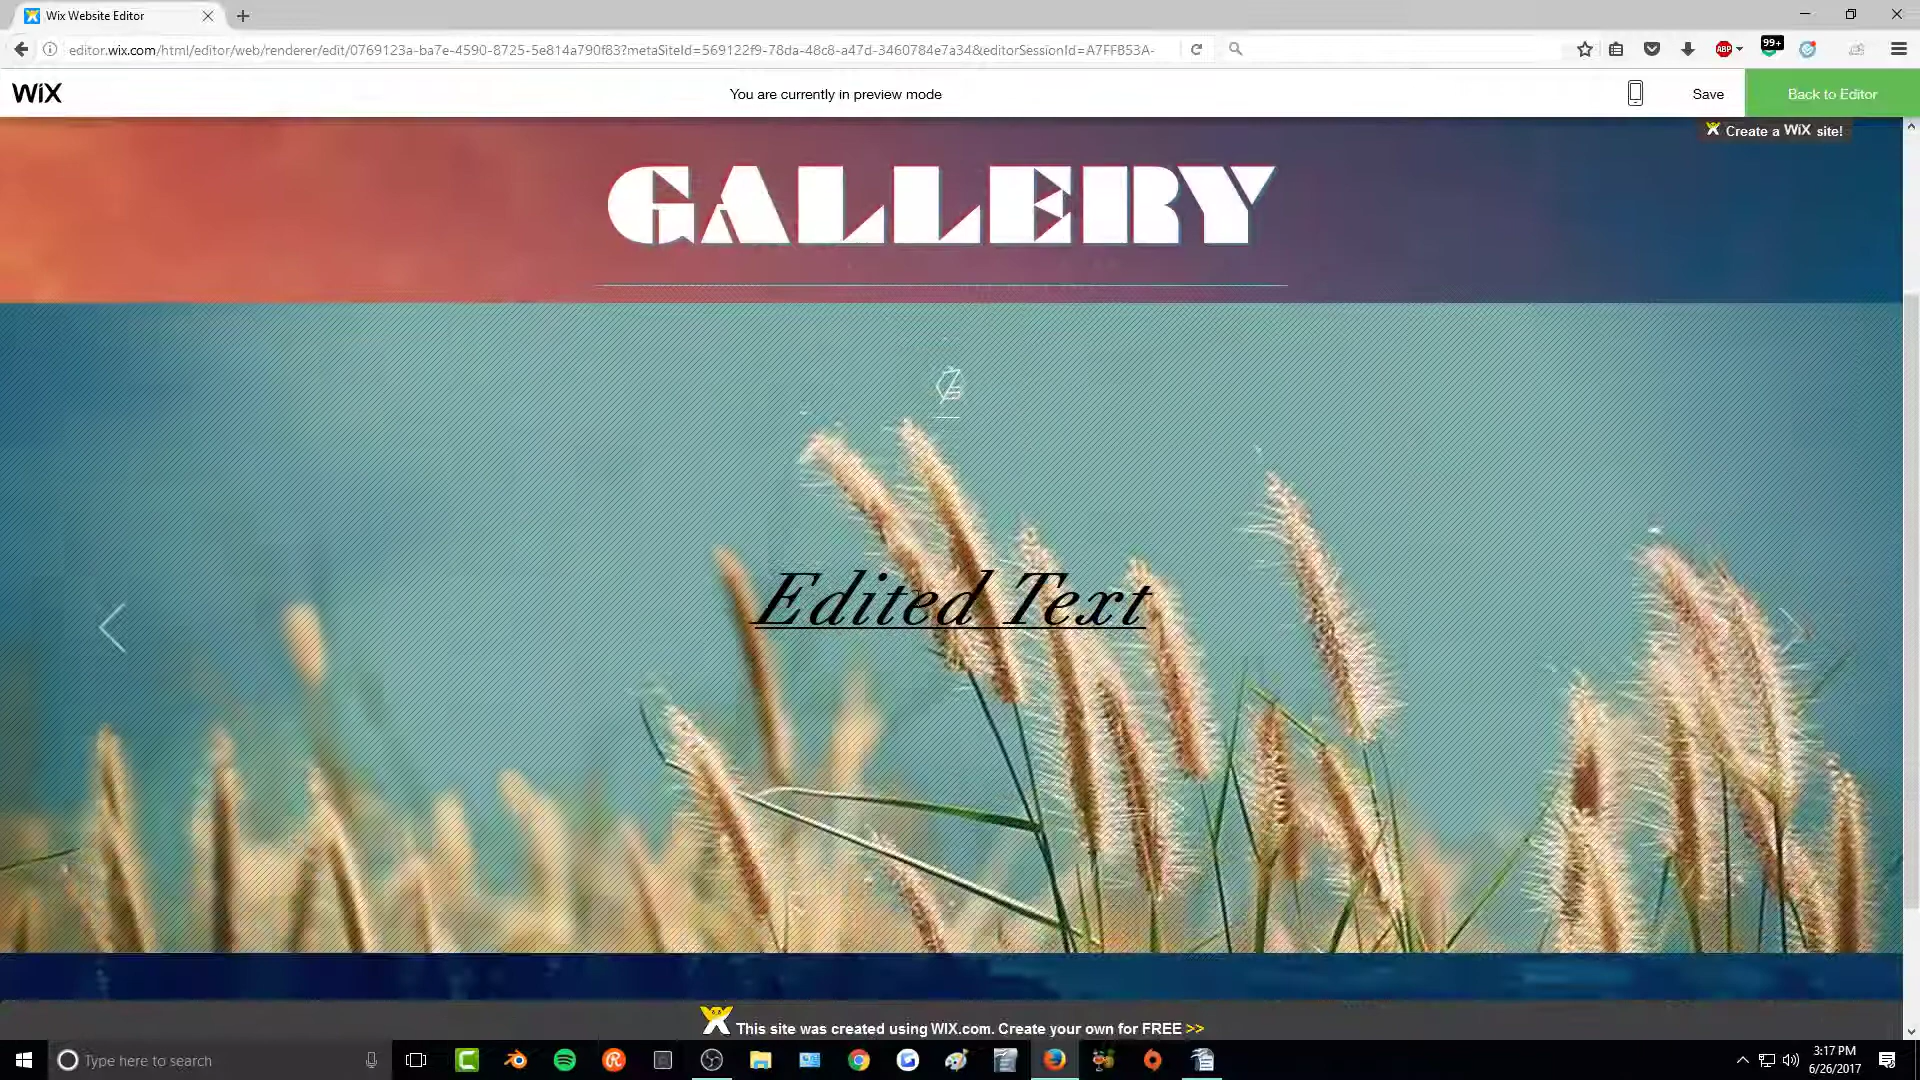 Wix Website Editor
editor.wix.com/html/editor/web/renderer/edit/0769123a-ba7e-4590-8725-5e814a790f83?metaSiteId=569122f9-78da-48c8-a47d-3460784e7a34&editorSessionId=A7FFB53A-
ABP
99+
WiX
You are currently in preview mode
Save
Back to Editor
Create a WiX site!
GALLERY
Edited Text
This site was created using WIX.com. Create your own for FREE >>
Type here to search
3:17 PM
6/26/2017